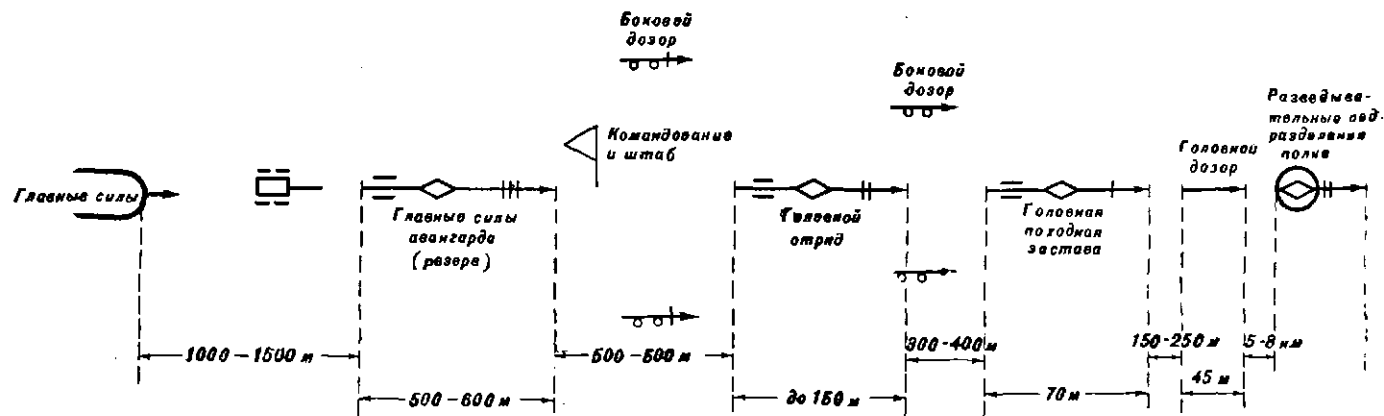 Боковой
дозор
Боковой
дозор
Разведыва-
тельные под-
разделения
полка
Командование
и штаб
Головной
дозор
Главные силы
Главные силы
авангарда
(резерв)
Головной
отряд
Головная
походная
застава
1000-1500 м
500-600 м
300-400 м
150-250 м
5-8 км
500-600 м
до 150 м
70 м
45 м